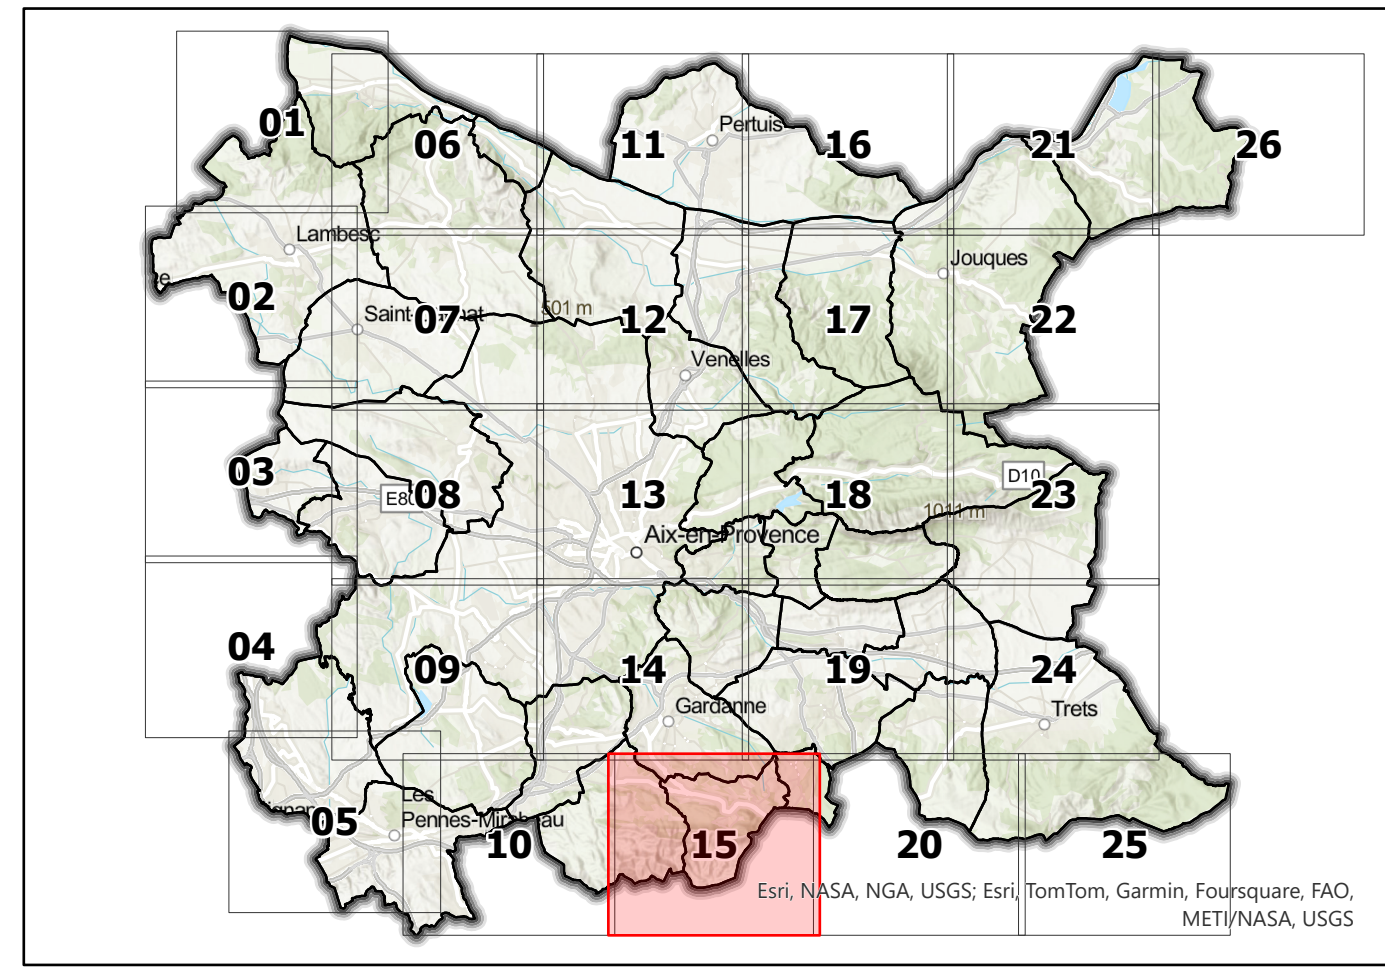 01
06
11
Pertuis
16
21
26
Lambesc
Jouques
02
07
501 m
12
17
22
Venelles
03
08
13
18
D10
23
1011 m
Aix-en-Provence
04
09
14
19
24
Gardanne
Trets
05
Les
Pennes-Mirabeau
10
15
20
25
Esri, NASA, NGA, USGS; Esri, TomTom, Garmin, Foursquare, FAO,
METI/NASA, USGS